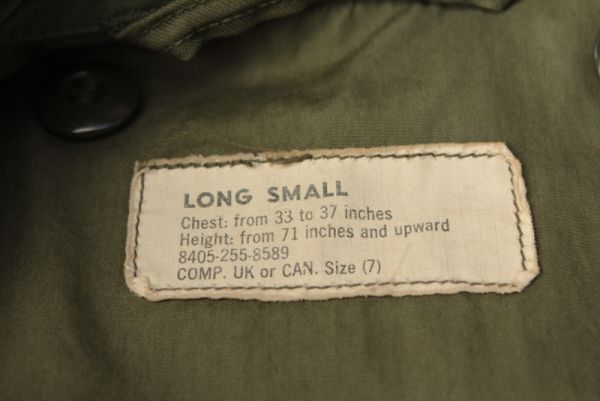 LONG SMALL
Chest: from 33 to 37 inches
Height: from 71 inches and upward
8405-255-8589
COMP. UK or CAN. Size (7)